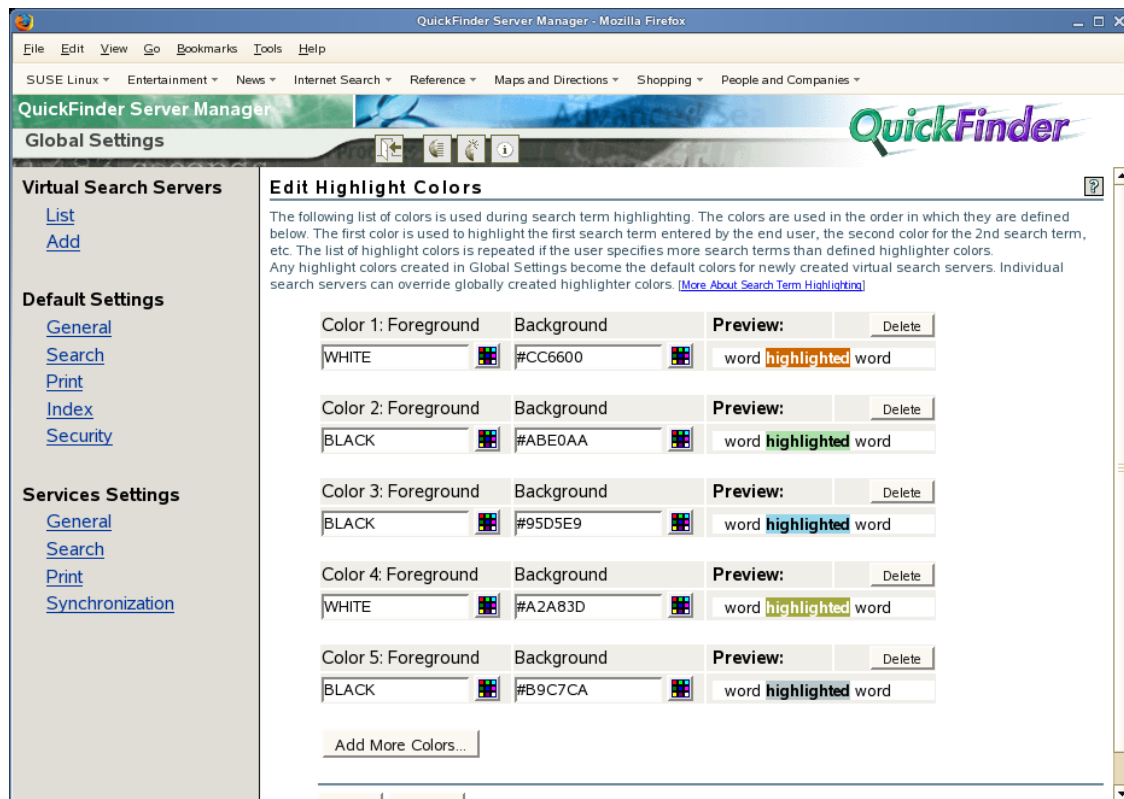 QuickFinder Server Manager - Mozilla Firefox
File Edit View Go Bookmarks Tools Help
SUSE Linux Entertainment News Internet Search Reference Maps and Directions Shopping People and Companies
QuickFinder Server Manager
Global Settings
QuickFinder
Virtual Search Servers
List
Add
Default Settings
General
Search
Print
Index
Security
Services Settings
General
Search
Print
Synchronization
Edit Highlight Colors
The following list of colors is used during search term highlighting. The colors are used in the order in which they are defined
below. The first color is used to highlight the first search term entered by the end user, the second color for the 2nd search term,
etc. The list of highlight colors is repeated if the user specifies more search terms than defined highlighter colors.
Any highlight colors created in Global Settings become the default colors for newly created virtual search servers. Individual
search servers can override globally created highlighter colors. [More About Search Term Highlighting]
Color 1: Foreground Background Preview: Delete
WHITE #CC6600 word highlighted word
Color 2: Foreground Background Preview: Delete
BLACK #ABE0AA word highlighted word
Color 3: Foreground Background Preview: Delete
BLACK #95D5E9 word highlighted word
Color 4: Foreground Background Preview: Delete
WHITE #A2A83D word highlighted word
Color 5: Foreground Background Preview: Delete
BLACK #B9C7CA word highlighted word
Add More Colors...